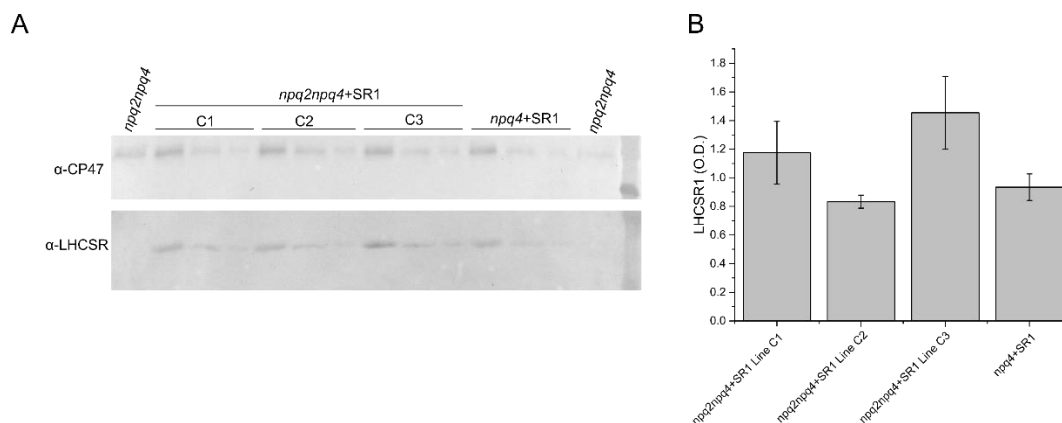 A
npq2npq4
npq2npq4+SR1
C1
C2
C3
npq4+SR1
npq2npq4
α-CP47
α-LHCSR
B
LHCSR1 (O.D.)
1.8
1.6
1.4
1.2
1.0
0.8
0.6
0.4
0.2
0.0
npq2npq4+SR1 Line C1
npq2npq4+SR1 Line C2
npq2npq4+SR1 Line C3
npq4+SR1